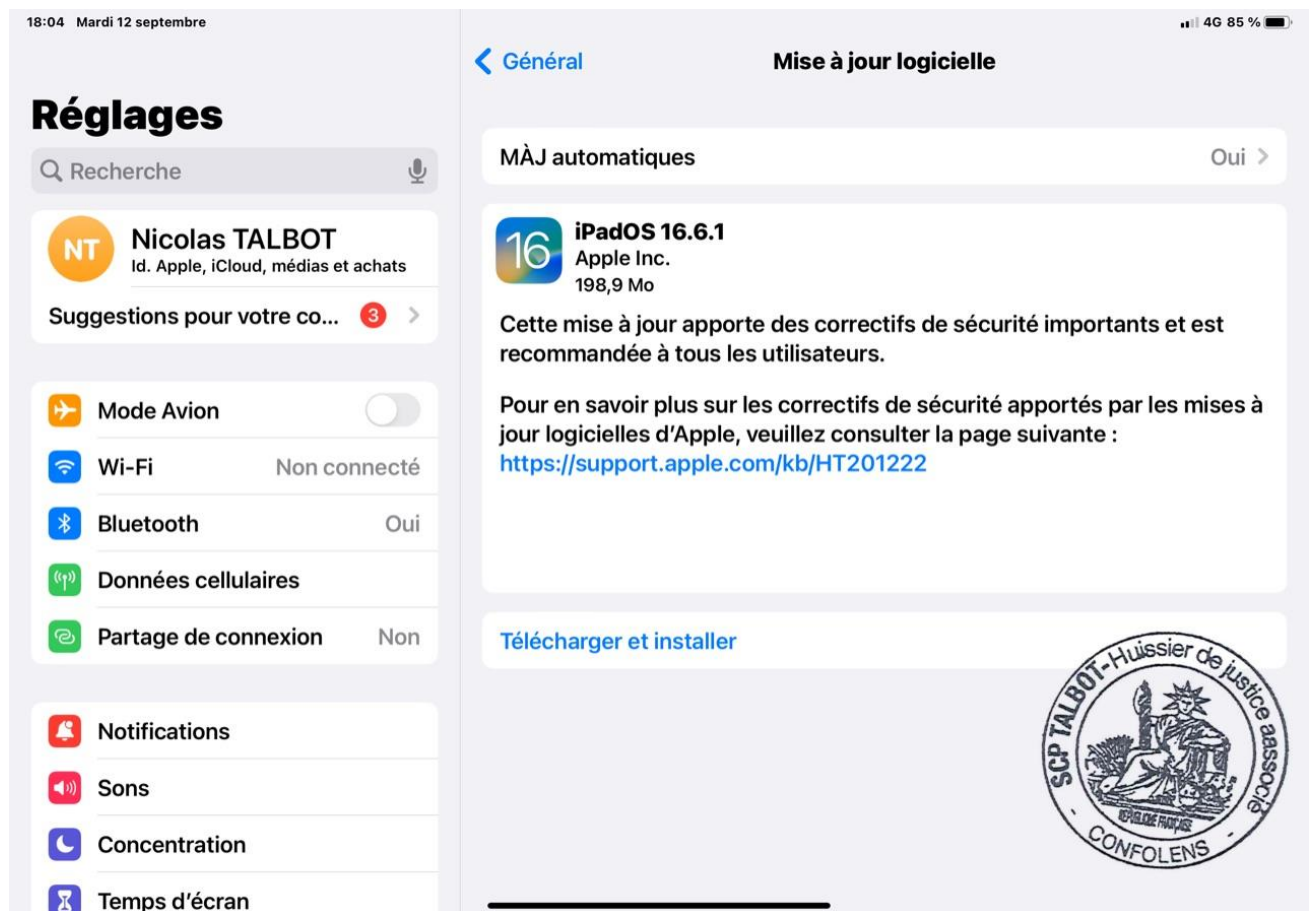 18:04 Mardi 12 septembre
4G 85 %
Réglages
Recherche
Nicolas TALBOT
NT
Id. Apple, iCloud, médias et achats
Suggestions pour votre co... 3
Mode Avion
Wi-Fi Non connecté
Bluetooth Oui
Données cellulaires
Partage de connexion Non
Notifications
Sons
Concentration
Temps d'écran
Général
Mise à jour logicielle
MÀJ automatiques Oui
16
iPadOS 16.6.1
Apple Inc.
198,9 Mo
Cette mise à jour apporte des correctifs de sécurité importants et est
recommandée à tous les utilisateurs.
Pour en savoir plus sur les correctifs de sécurité apportés par les mises à
jour logicielles d'Apple, veuillez consulter la page suivante :
https://support.apple.com/kb/HT201222
Télécharger et installer
SCP TALBOT-Huissier de justice aassocié
REPUBLIQUE FRANÇAISE
- CONFOLENS -